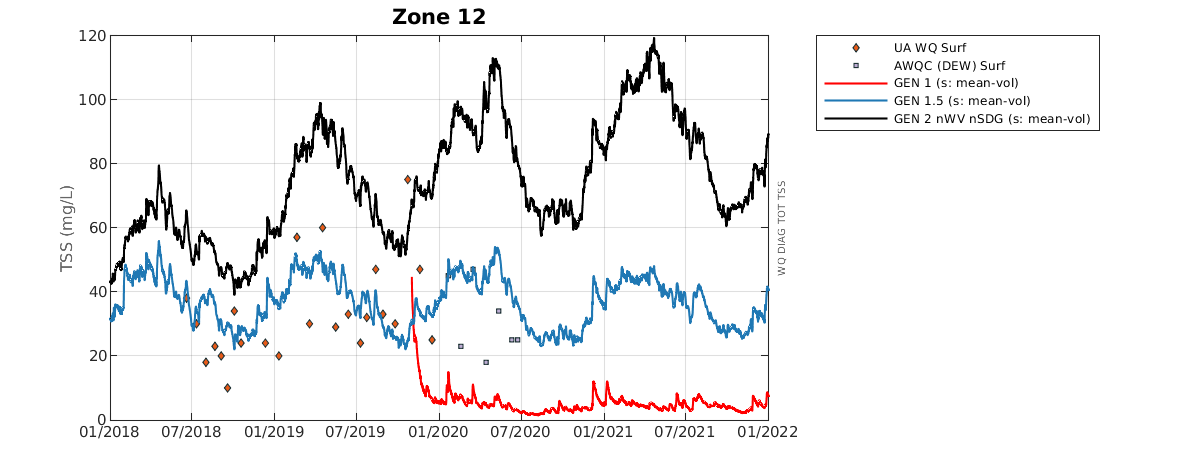 Zone 12
120
100
80
60
40
20
0
TSS (mg/L)
01/2018 07/2018 01/2019 07/2019 01/2020 07/2020 01/2021 07/2021 01/2022
WQ DIAG TOT TSS
UA WQ Surf
AWQC (DEW) Surf
GEN 1 (s: mean-vol)
GEN 1.5 (s: mean-vol)
GEN 2 nWV nSDG (s: mean-vol)